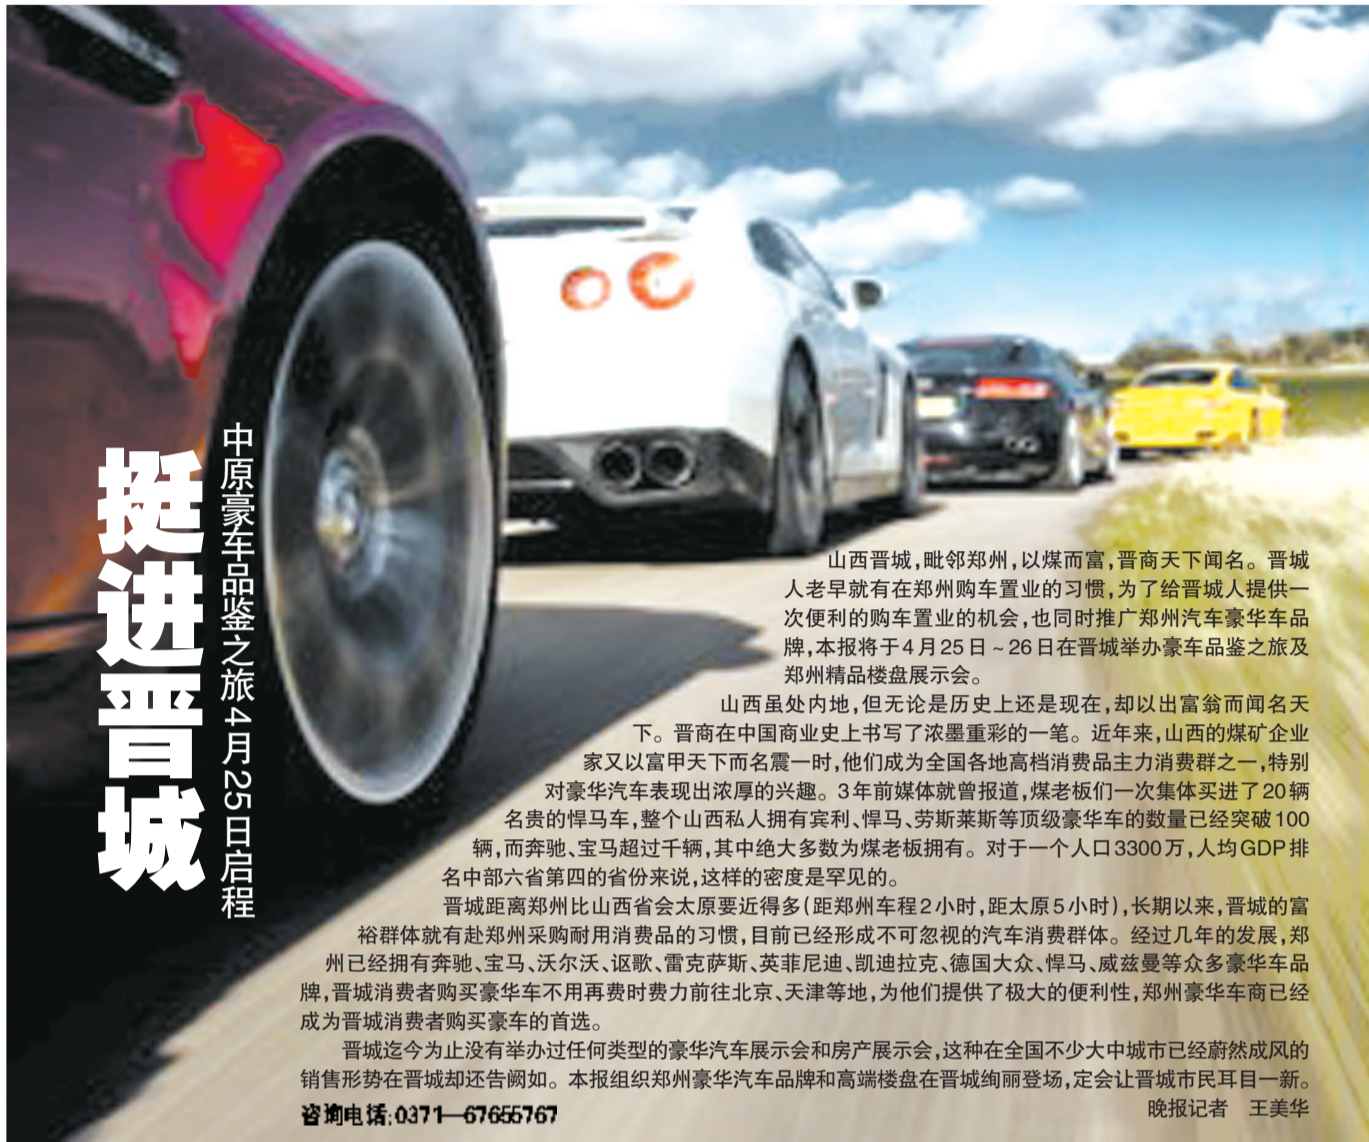 挺进晋城
中原豪车品鉴之旅4月25日启程
山西晋城,毗邻郑州,以煤而富,晋商天下闻名。晋城
人老早就有在郑州购车置业的习惯,为了给晋城人提供一
次便利的购车置业的机会,也同时推广郑州汽车豪华车品
牌,本报将于4月25日~26日在晋城举办豪车品鉴之旅及
郑州精品楼盘展示会。
山西虽处内地,但无论是历史上还是现在,却以出富翁而闻名天
下。晋商在中国商业史上书写了浓墨重彩的一笔。近年来,山西的煤矿企业
家又以富甲天下而名震一时,他们成为全国各地高档消费品主力消费群之一,特别
对豪华汽车表现出浓厚的兴趣。3年前媒体就曾报道,煤老板们一次集体买进了20辆
名贵的悍马车,整个山西私人拥有宾利、悍马、劳斯莱斯等顶级豪华车的数量已经突破100
辆,而奔驰、宝马超过千辆,其中绝大多数为煤老板拥有。对于一个人口3300万,人均GDP排
名中部六省第四的省份来说,这样的密度是罕见的。
晋城距离郑州比山西省会太原要近得多(距郑州车程2小时,距太原5小时),长期以来,晋城的富
裕群体就有赴郑州采购耐用消费品的习惯,目前已经形成不可忽视的汽车消费群体。经过几年的发展,郑
州已经拥有奔驰、宝马、沃尔沃、讴歌、雷克萨斯、英菲尼迪、凯迪拉克、德国大众、悍马、威兹曼等众多豪华车品
牌,晋城消费者购买豪华车不用再费时费力前往北京、天津等地,为他们提供了极大的便利性,郑州豪华车商已经
成为晋城消费者购买豪车的首选。
晋城迄今为止没有举办过任何类型的豪华汽车展示会和房产展示会,这种在全国不少大中城市已经蔚然成风的
销售形势在晋城却还告阙如。本报组织郑州豪华汽车品牌和高端楼盘在晋城绚丽登场,定会让晋城市民耳目一新。
晚报记者 王美华
咨询电话:0371—67655767